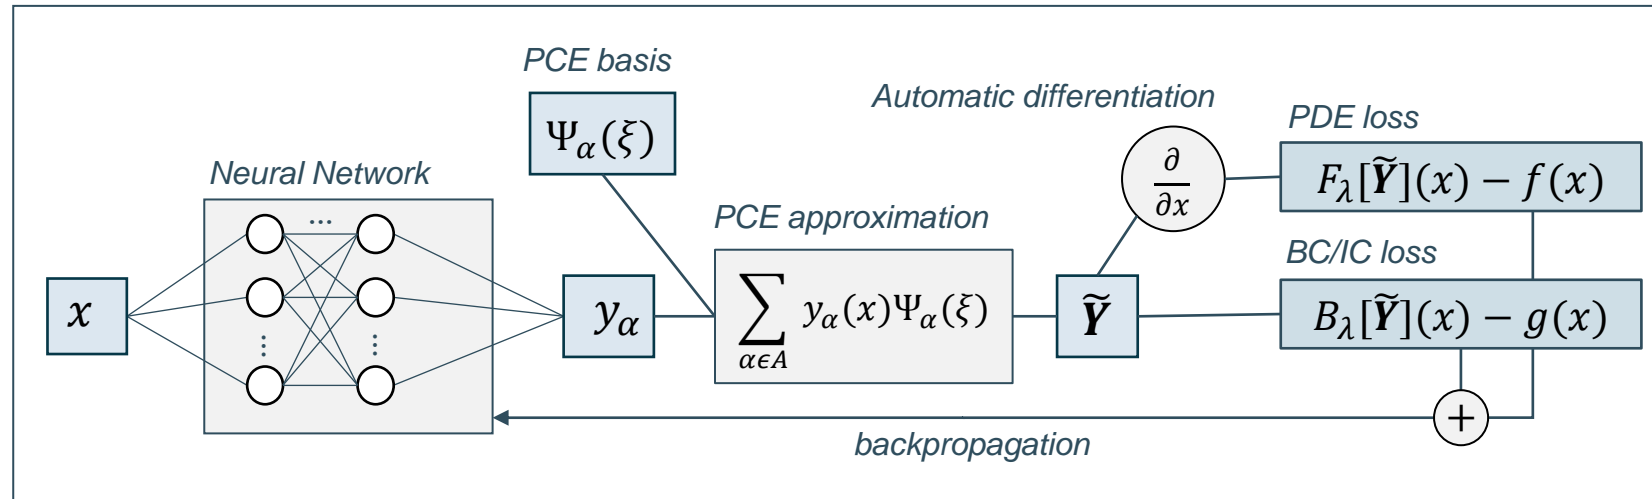 PCE basis
Ψ_α(ξ)
Automatic differentiation
∂/∂x
PDE loss
F_λ[Ỹ](x) − f(x)
Neural Network
...
⋮ ⋮
x
y_α
PCE approximation
∑_{αϵA} y_α(x)Ψ_α(ξ)
Ỹ
BC/IC loss
B_λ[Ỹ](x) − g(x)
+
backpropagation